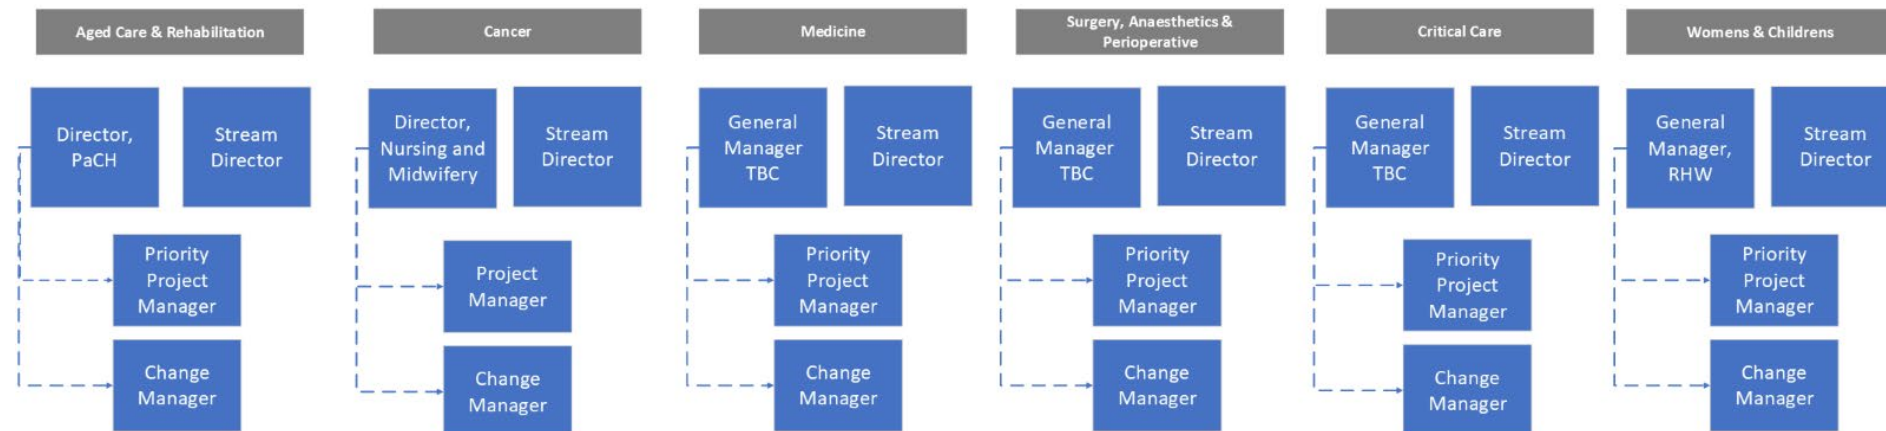 Aged Care & Rehabilitation
Cancer
Medicine
Surgery, Anaesthetics &
Perioperative
Critical Care
Womens & Childrens
Director,
PaCH
Stream
Director
Director,
Nursing and
Midwifery
Stream
Director
General
Manager
TBC
Stream
Director
General
Manager
TBC
Stream
Director
General
Manager
TBC
Stream
Director
General
Manager,
RHW
Stream
Director
Priority
Project
Manager
Project
Manager
Priority
Project
Manager
Priority
Project
Manager
Priority
Project
Manager
Priority
Project
Manager
Change
Manager
Change
Manager
Change
Manager
Change
Manager
Change
Manager
Change
Manager